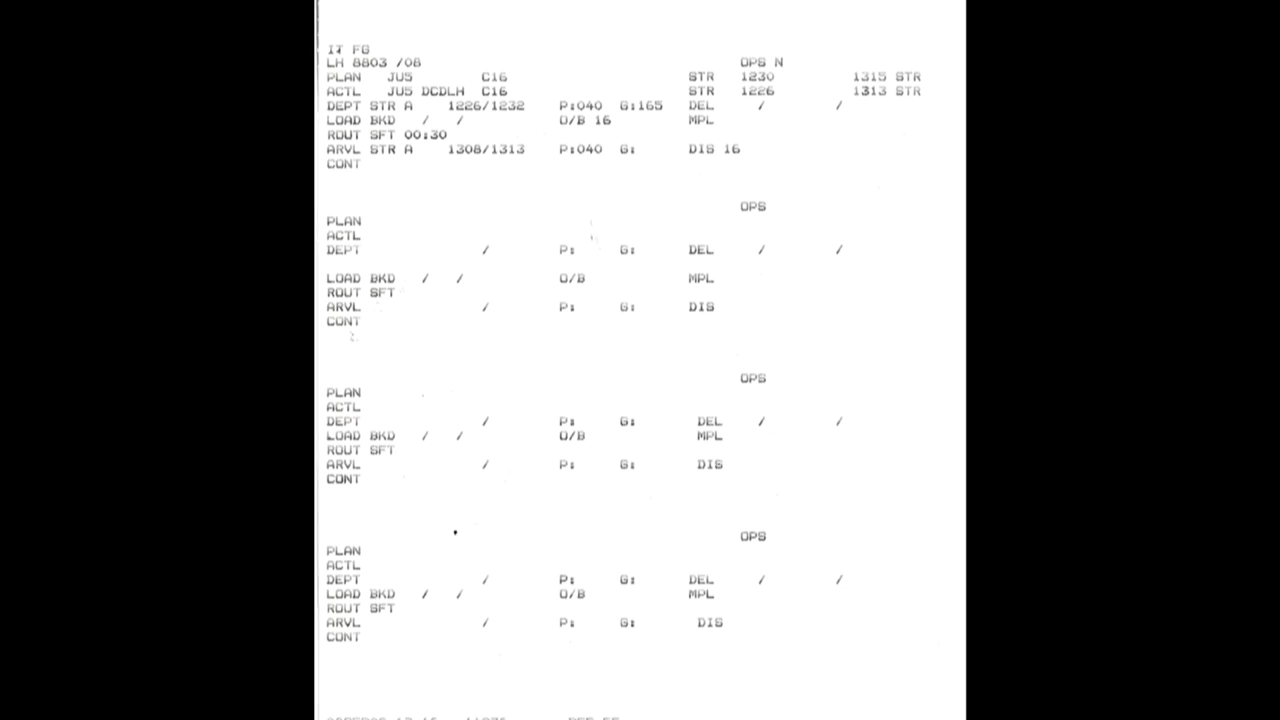 IT FG
LH 8803 /08 OPS N
PLAN JU5 C16 STR 1230 1315 STR
ACTL JU5 DCDLH C16 STR 1226 1313 STR
DEPT STR A 1226/1232 P:040 G:165 DEL / /
LOAD BKD / / O/B 16 MPL
ROUT SFT 00:30
ARVL STR A 1308/1313 P:040 G: DIS 16
CONT
OPS
PLAN
ACTL
DEPT / P: G: DEL / /
LOAD BKD / / O/B MPL
ROUT SFT
ARVL / P: G: DIS
CONT
OPS
PLAN
ACTL
DEPT / P: G: DEL / /
LOAD BKD / / O/B MPL
ROUT SFT
ARVL / P: G: DIS
CONT
OPS
PLAN
ACTL
DEPT / P: G: DEL / /
LOAD BKD / / O/B MPL
ROUT SFT
ARVL / P: G: DIS
CONT